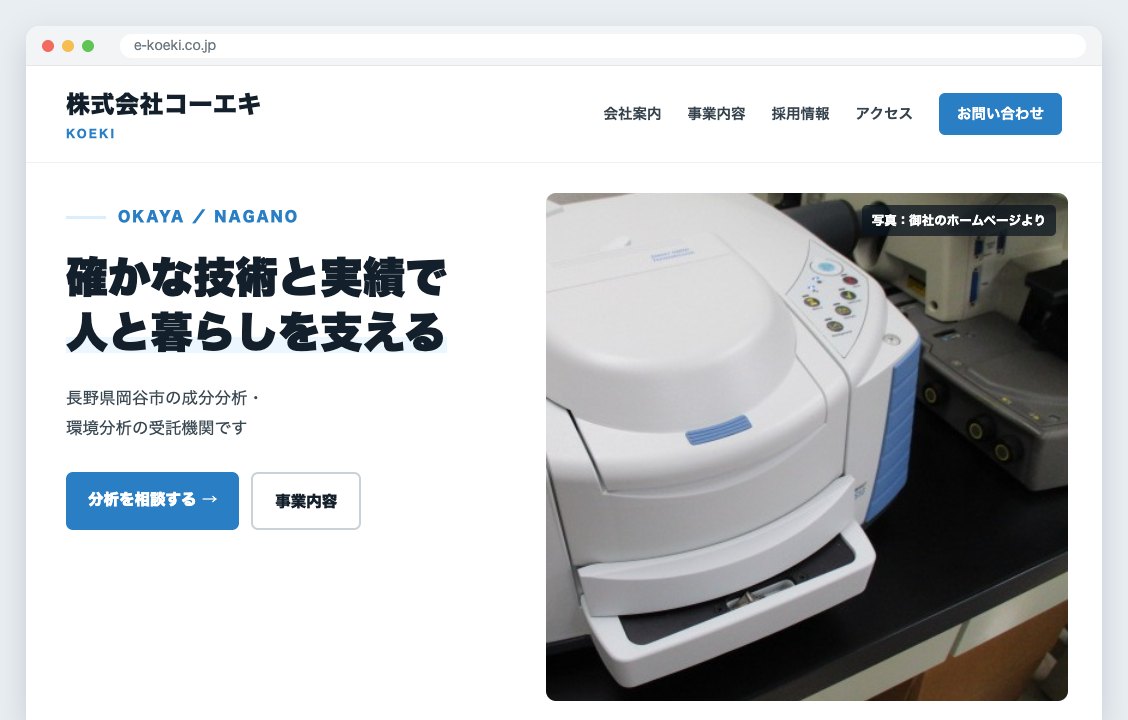 e-koeki.co.jp
株式会社コーエキ
KOEKI
会社案内
事業内容
採用情報
アクセス
お問い合わせ
OKAYA ／ NAGANO
確かな技術と実績で
人と暮らしを支える
長野県岡谷市の成分分析・
環境分析の受託機関です
分析を相談する →
事業内容
写真：御社のホームページより